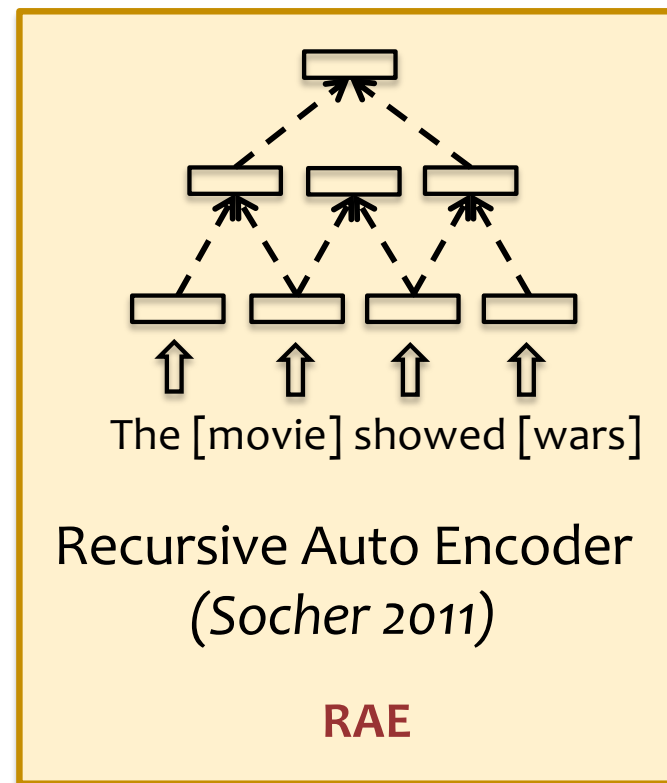 The [movie] showed [wars]
Recursive Auto Encoder
(Socher 2011)
RAE